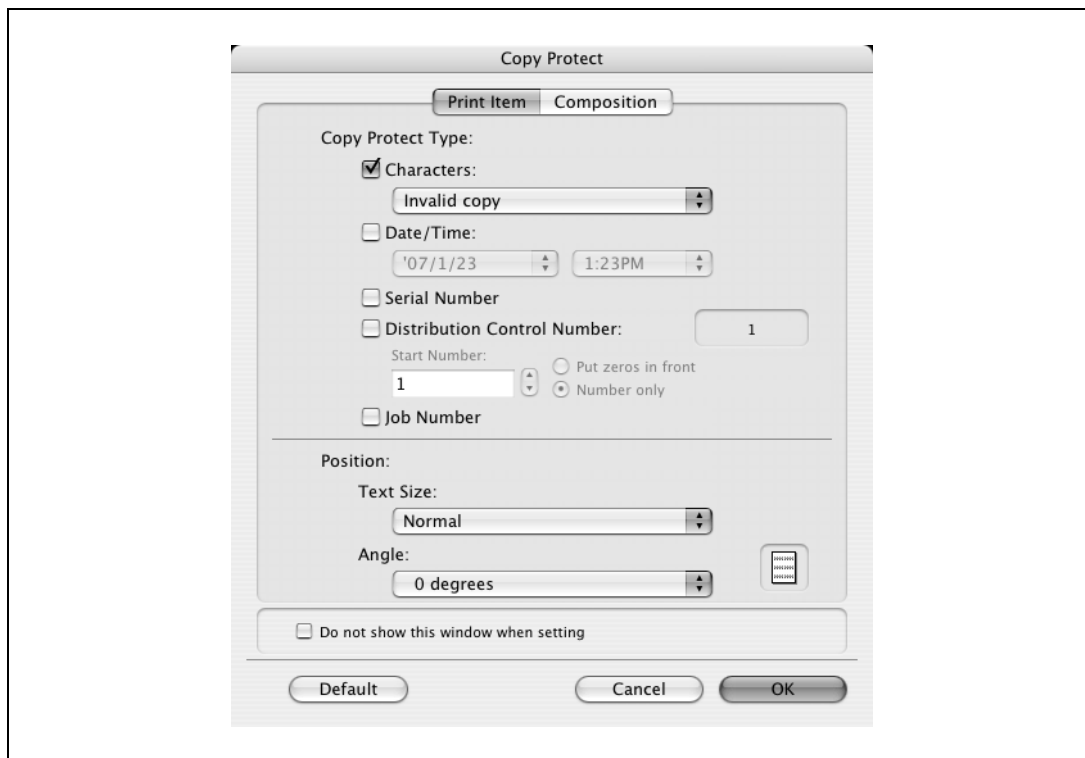 Copy Protect
Print Item Composition
Copy Protect Type:
Characters:
Invalid copy
Date/Time:
'07/1/23 1:23PM
Serial Number
Distribution Control Number: 1
Start Number:
1
Put zeros in front
Number only
Job Number
Position:
Text Size:
Normal
Angle:
0 degrees
Do not show this window when setting
Default Cancel OK